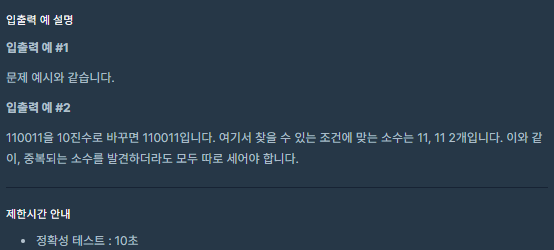 입출력 예 설명
입출력 예 #1
문제 예시와 같습니다.
입출력 예 #2
110011을 10진수로 바꾸면 110011입니다. 여기서 찾을 수 있는 조건에 맞는 소수는 11, 11 2개입니다. 이와 같
이, 중복되는 소수를 발견하더라도 모두 따로 세어야 합니다.
제한시간 안내
• 정확성 테스트 : 10초